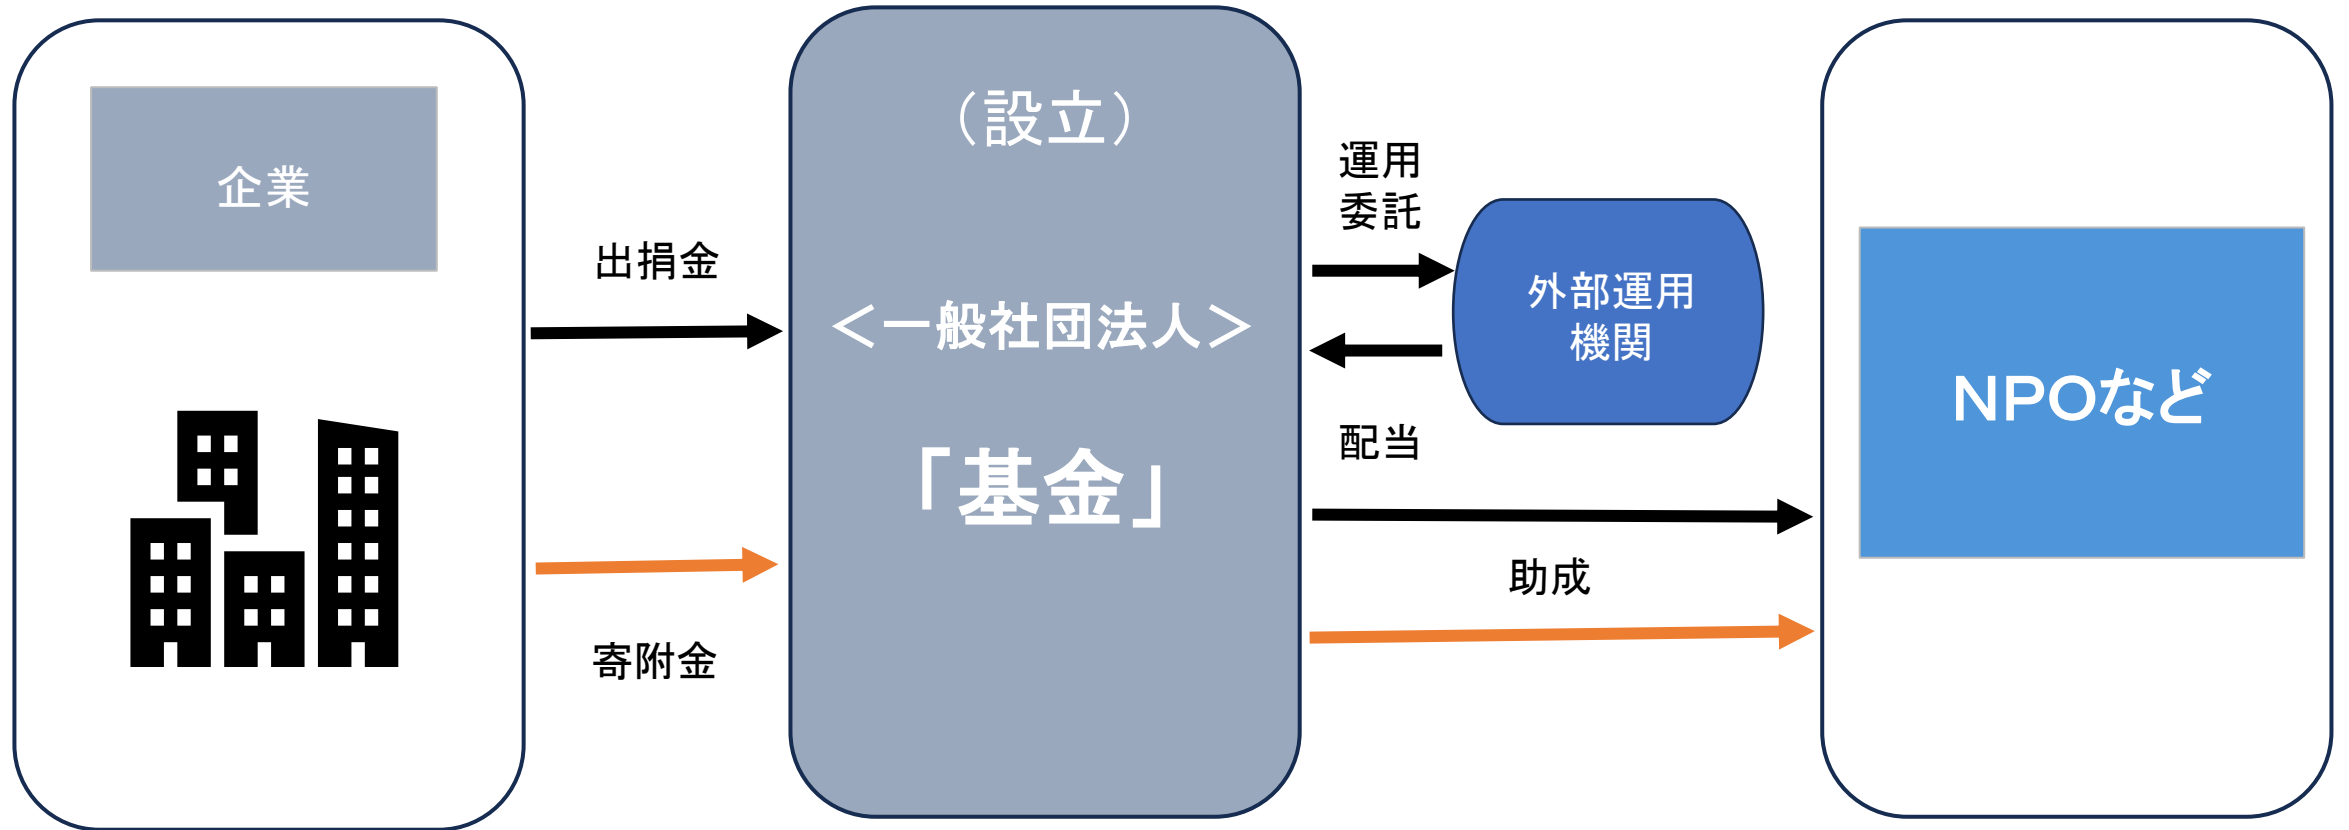 企業
出捐金
寄附金
（設立）
＜一般社団法人＞
「基金」
運用
委託
外部運用
機関
配当
助成
NPOなど